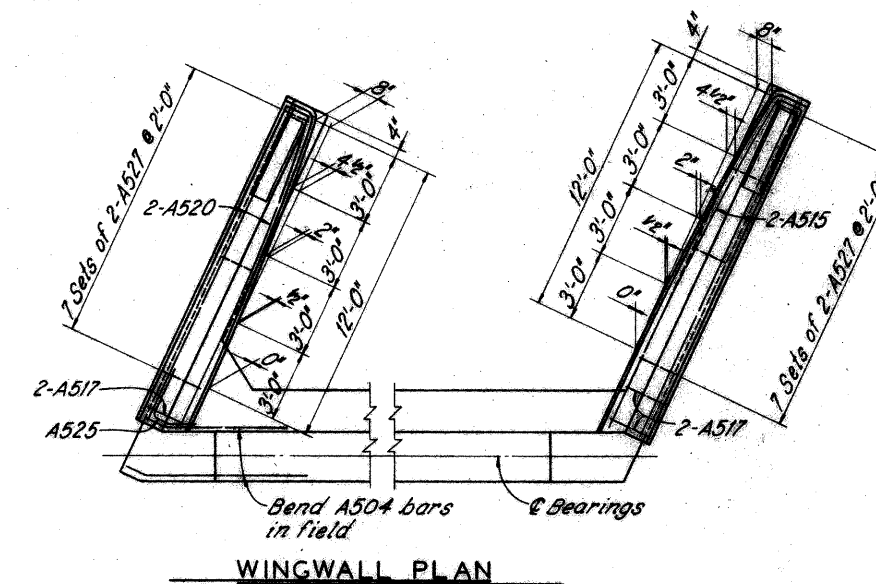 7 Sets of 2-A527 @ 2'-0"
8"
4"
4½"
3'-0"
2-A520
2"
3'-0"
½"
3'-0"
12'-0"
0"
3'-0"
2-A517
A525
4"
8"
3'-0"
4½"
12'-0"
3'-0"
2"
3'-0"
½"
3'-0"
0"
2-A515
7 Sets of 2-A527 @ 2'-0"
2-A517
Bend A504 bars
in field
℄ Bearings
WINGWALL PLAN